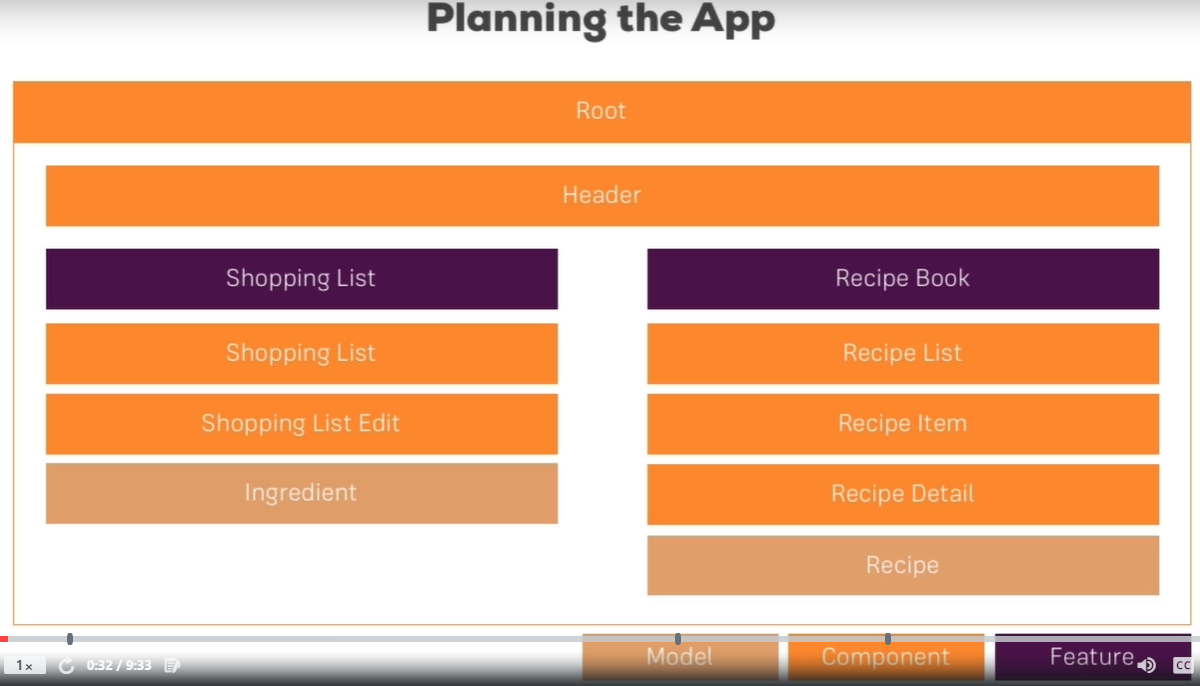 Planning the App
Root
Header
Shopping List
Shopping List
Shopping List Edit
Ingredient
Recipe Book
Recipe List
Recipe Item
Recipe Detail
Recipe
Model
Component
Feature
1x
0:32 / 9:33
CC